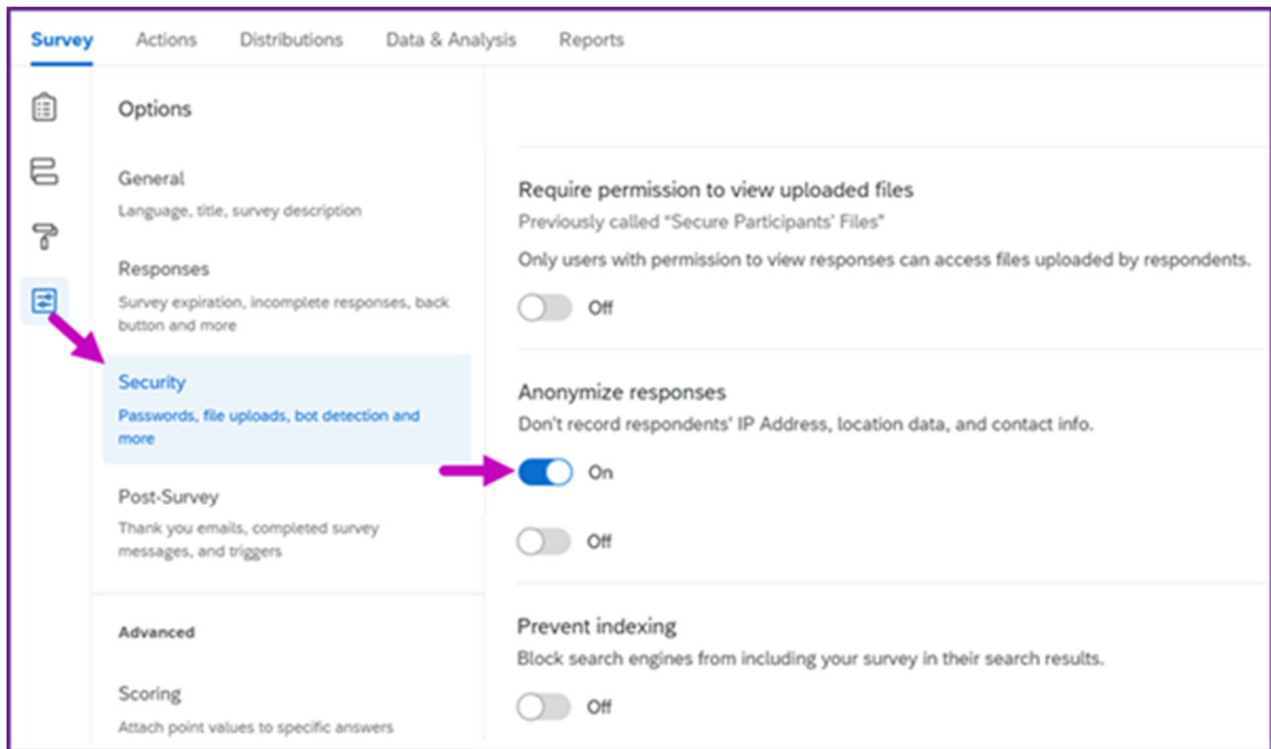 Survey Actions Distributions Data & Analysis Reports
Options
General
Language, title, survey description
Responses
Survey expiration, incomplete responses, back
button and more
Security
Passwords, file uploads, bot detection and
more
Post-Survey
Thank you emails, completed survey
messages, and triggers
Advanced
Scoring
Attach point values to specific answers
Require permission to view uploaded files
Previously called "Secure Participants' Files"
Only users with permission to view responses can access files uploaded by respondents.
Off
Anonymize responses
Don't record respondents' IP Address, location data, and contact info.
On
Off
Prevent indexing
Block search engines from including your survey in their search results.
Off